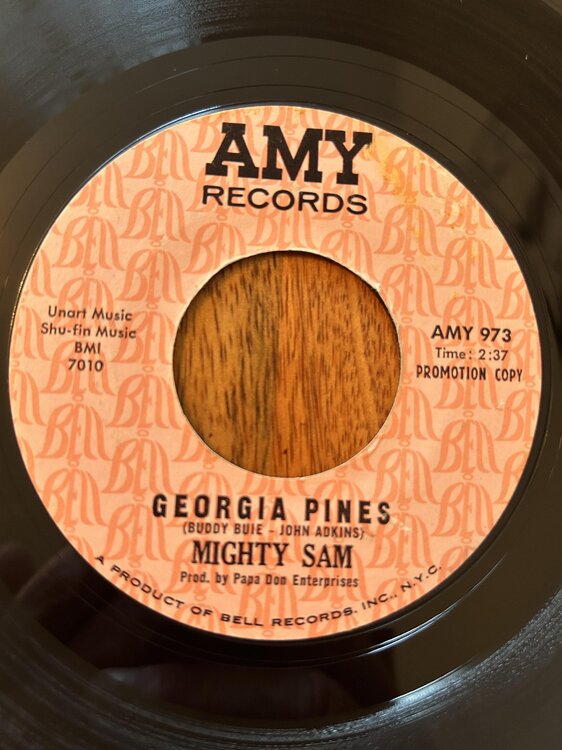 AMY
RECORDS
Unart Music
Shu-fin Music
BMI
7010
AMY 973
Time: 2:37
PROMOTION COPY
GEORGIA PINES
(BUDDY BUIE - JOHN ADKINS)
MIGHTY SAM
Prod. by Papa Don Enterprises
A PRODUCT OF BELL RECORDS, INC., N.Y.C.